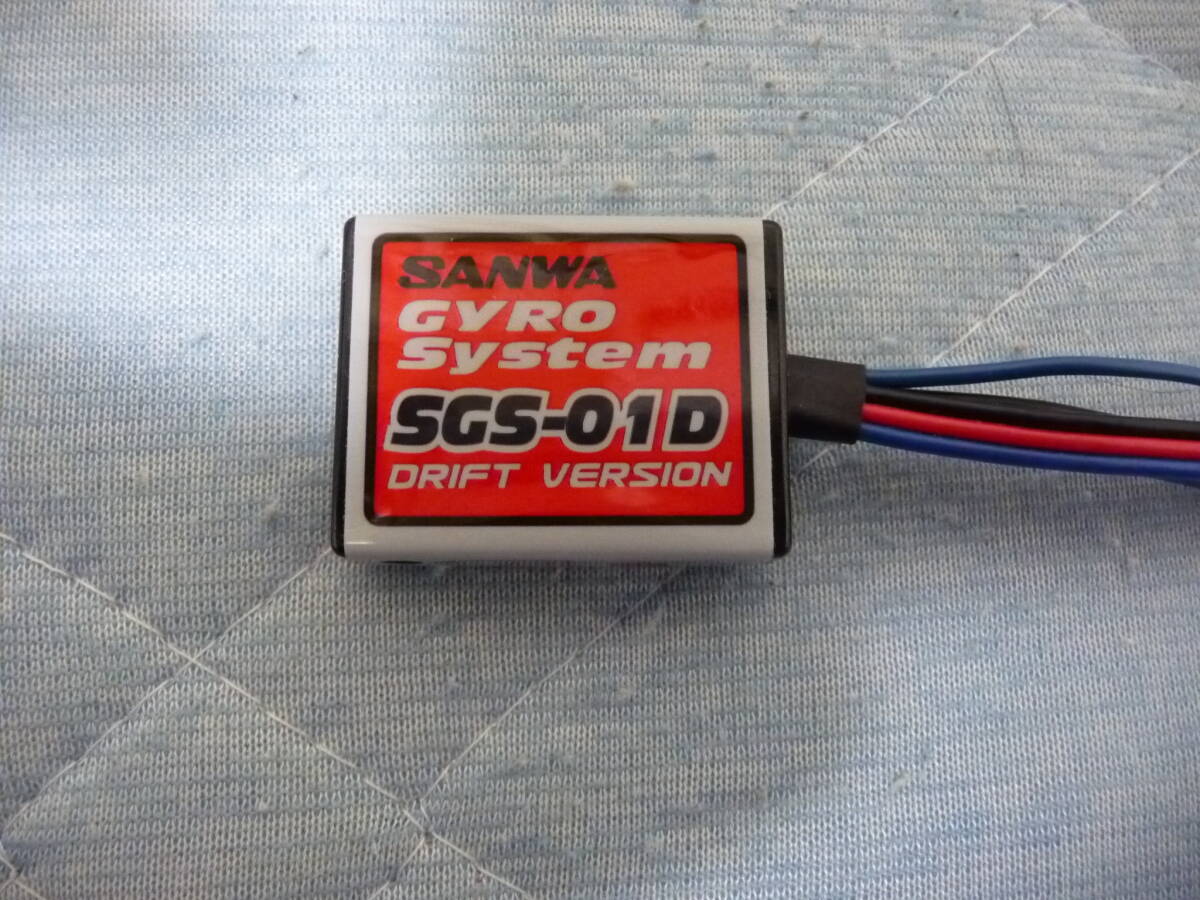 SANWA
GYRO
System
SGS-01D
DRIFT VERSION